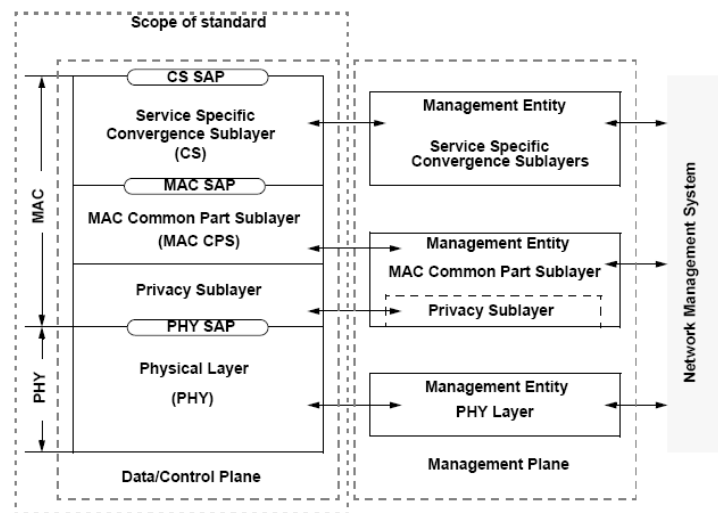 Scope of standard
CS SAP
Service Specific
Convergence Sublayer
(CS)
MAC SAP
MAC Common Part Sublayer
(MAC CPS)
Privacy Sublayer
PHY SAP
Physical Layer
(PHY)
Data/Control Plane
MAC
PHY
Management Entity
Service Specific
Convergence Sublayers
Management Entity
MAC Common Part Sublayer
Privacy Sublayer
Management Entity
PHY Layer
Management Plane
Network Management System